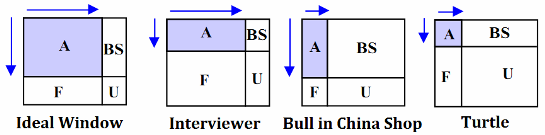 A BS
F U
Ideal Window
A BS
F U
Interviewer
A BS
F U
Bull in China Shop
A BS
F U
Turtle